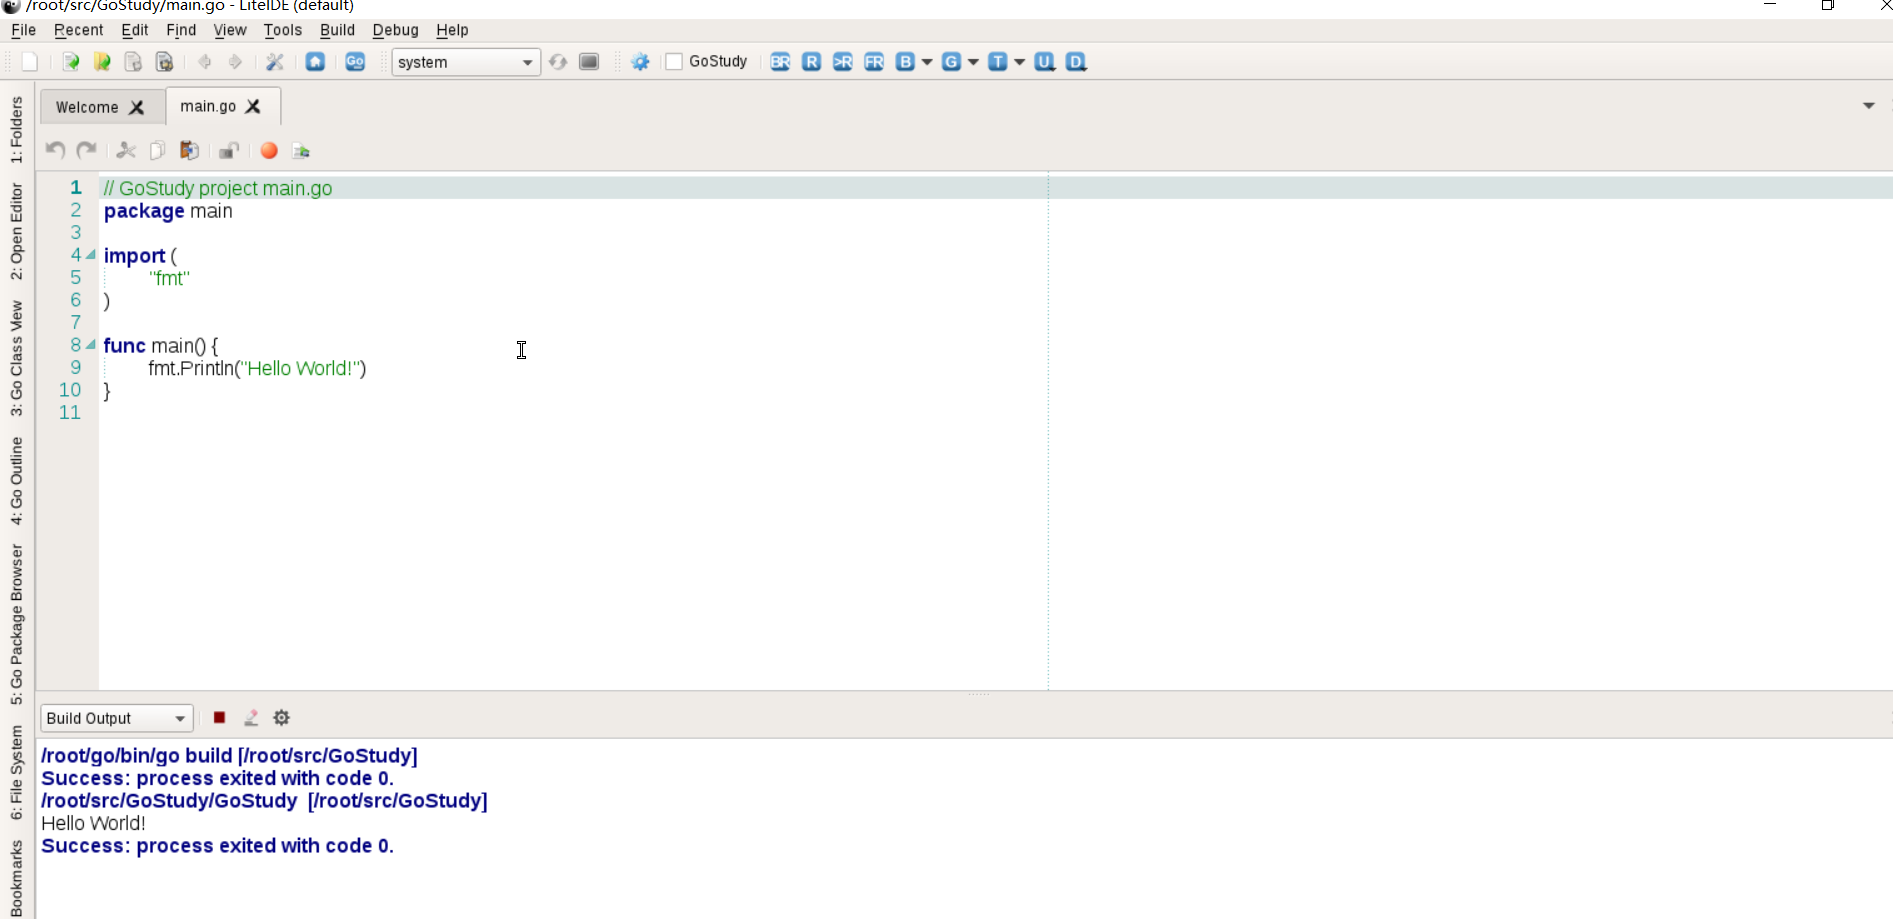 /root/src/GoStudy/main.go - LiteIDE (default)
File Recent Edit Find View Tools Build Debug Help
Go system GoStudy BR R >R FR B G T U D
1: Folders
2: Open Editor
3: Go Class View
4: Go Outline
5: Go Package Browser
6: File System
Bookmarks
Welcome main.go
1 // GoStudy project main.go
2 package main
3
4 import (
5 "fmt"
6 )
7
8 func main() {
9 fmt.Println("Hello World!")
10 }
11
Build Output
/root/go/bin/go build [/root/src/GoStudy]
Success: process exited with code 0.
/root/src/GoStudy/GoStudy [/root/src/GoStudy]
Hello World!
Success: process exited with code 0.